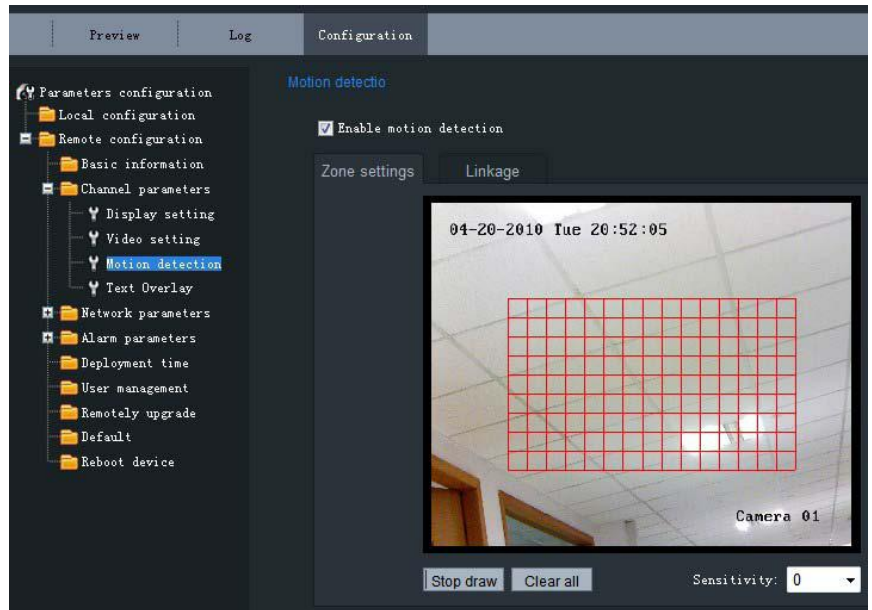 Preview
Log
Configuration
Parameters configuration
Local configuration
Remote configuration
Basic information
Channel parameters
Display setting
Video setting
Motion detection
Text Overlay
Network parameters
Alarm parameters
Deployment time
User management
Remotely upgrade
Default
Reboot device
Motion detectio
Enable motion detection
Zone settings
Linkage
04-20-2010 Tue 20:52:05
Camera 01
Stop draw
Clear all
Sensitivity: 0